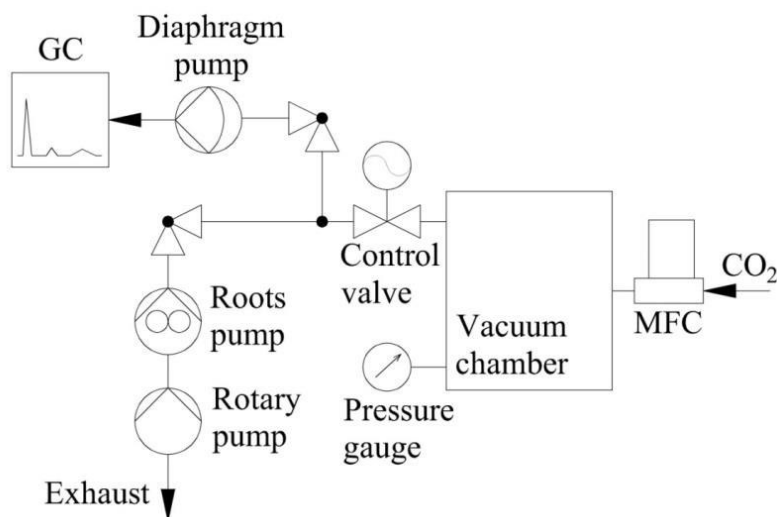 GC
Diaphragm
pump
Control
valve
CO₂
MFC
Vacuum
chamber
Roots
pump
Pressure
gauge
Rotary
pump
Exhaust